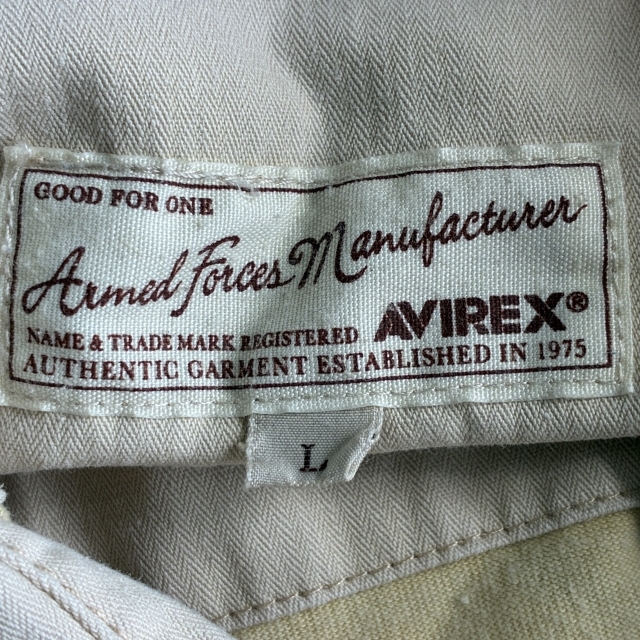 GOOD FOR ONE
Armed Forces Manufacturer
AVIREX®
NAME & TRADE MARK REGISTERED
AUTHENTIC GARMENT ESTABLISHED IN 1975
L